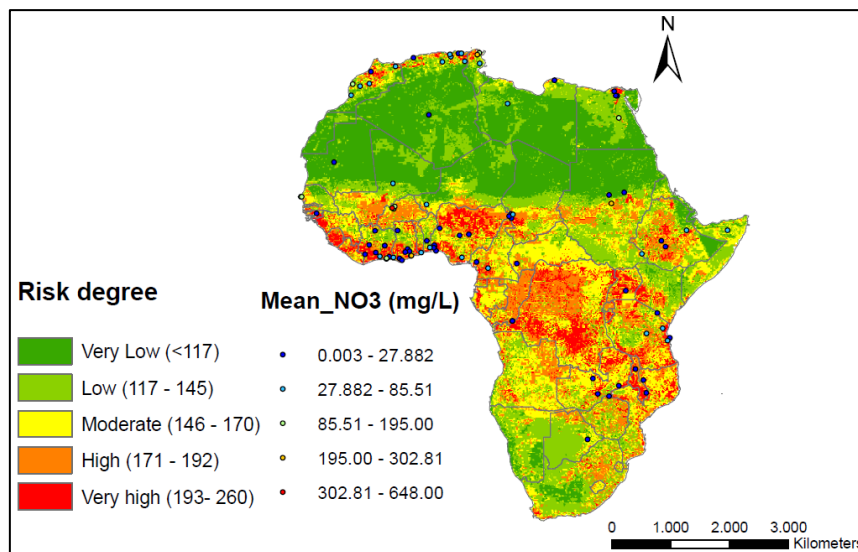 N
Risk degree
Very Low (<117)
Low (117 - 145)
Moderate (146 - 170)
High (171 - 192)
Very high (193- 260)
Mean_NO3 (mg/L)
0.003 - 27.882
27.882 - 85.51
85.51 - 195.00
195.00 - 302.81
302.81 - 648.00
0 1.000 2.000 3.000
Kilometers